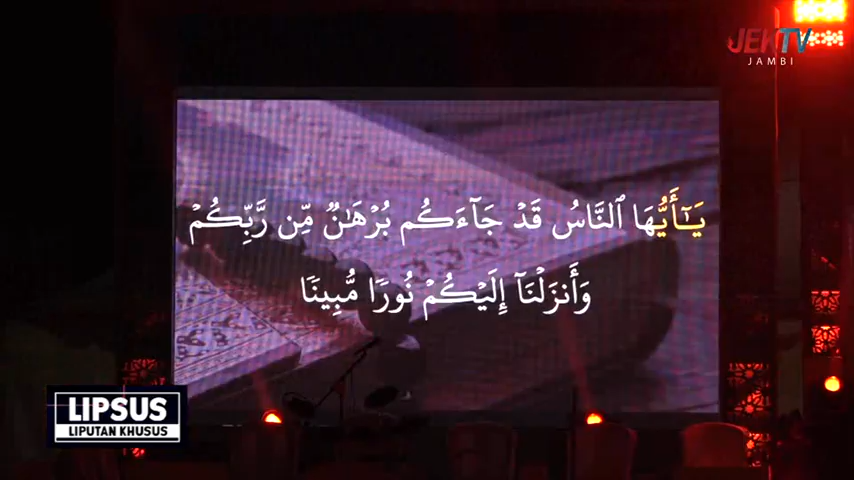 JEKTV
JAMBI
يَـٰٓأَيُّهَا ٱلنَّاسُ قَدْ جَآءَكُم بُرْهَـٰنٌ مِّن رَّبِّكُمْ
وَأَنزَلْنَآ إِلَيْكُمْ نُورًا مُّبِينًا
LIPSUS
LIPUTAN KHUSUS